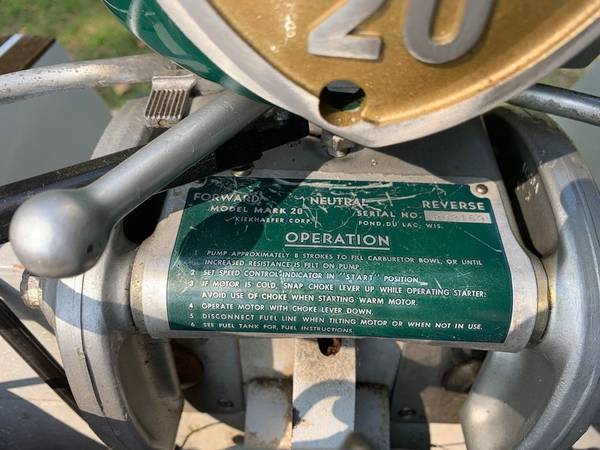 20
FORWARD NEUTRAL REVERSE
MODEL MARK 20 SERIAL NO.
KIEKHAEFER CORP. FOND DU LAC, WIS.
OPERATION
1 PUMP APPROXIMATELY 8 STROKES TO FILL CARBURETOR BOWL, OR UNTIL
INCREASED RESISTANCE IS FELT ON PUMP.
2 SET SPEED CONTROL INDICATOR IN "START" POSITION.
3 IF MOTOR IS COLD, SNAP CHOKE LEVER UP WHILE OPERATING STARTER:
AVOID USE OF CHOKE WHEN STARTING WARM MOTOR.
4 OPERATE MOTOR WITH CHOKE LEVER DOWN.
5 DISCONNECT FUEL LINE WHEN TILTING MOTOR OR WHEN NOT IN USE.
6 SEE FUEL TANK FOR FUEL INSTRUCTIONS.